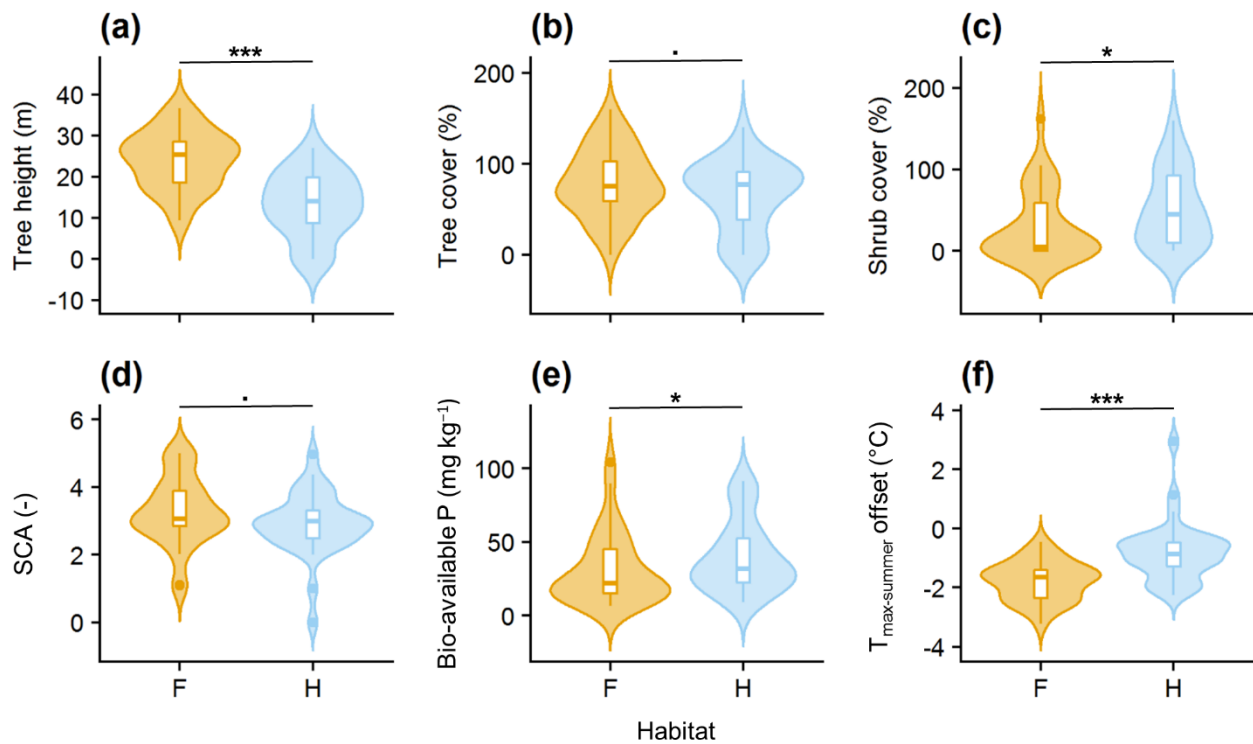 (a)
***
Tree height (m)
40
30
20
10
0
-10
F H
(b)
.
Tree cover (%)
200
100
0
F H
(c)
*
Shrub cover (%)
200
100
0
F H
(d)
.
SCA (-)
6
4
2
0
F H
(e)
*
Bio-available P (mg kg⁻¹)
100
50
0
F H
(f)
***
Tmax-summer offset (°C)
4
2
0
-2
-4
F H
Habitat